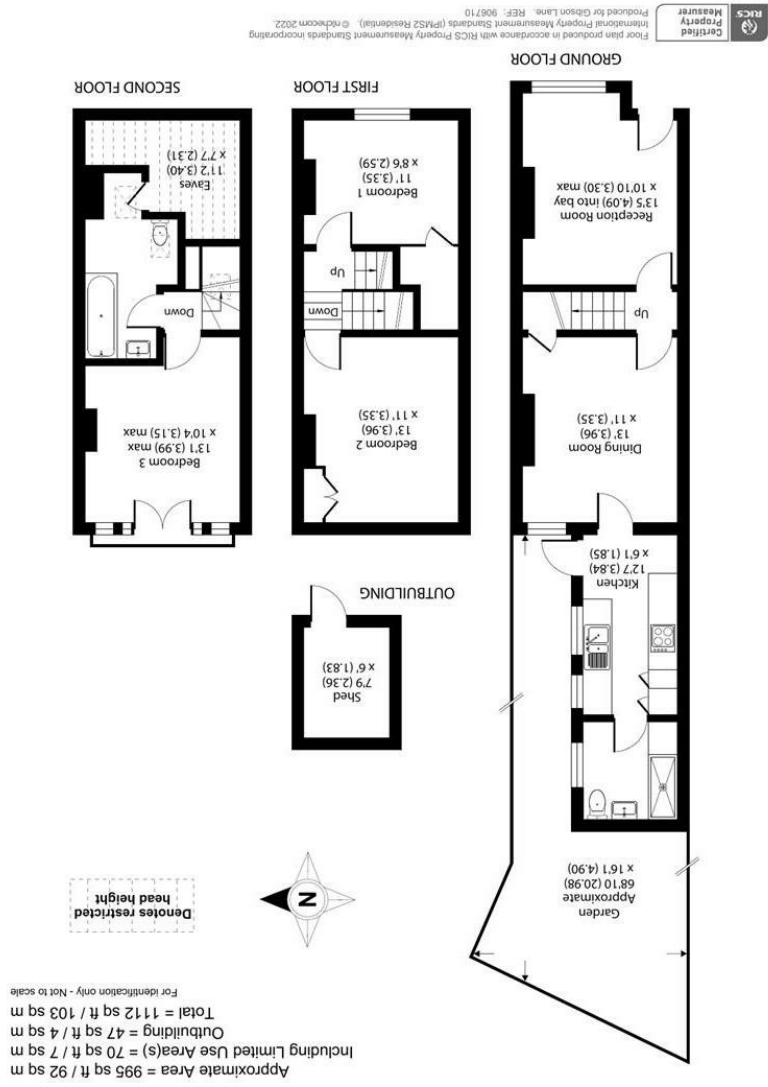 Approximate Area = 995 sq ft / 92 sq m
Including Limited Use Area(s) = 70 sq ft / 7 sq m
Outbuilding = 47 sq ft / 4 sq m
Total = 1112 sq ft / 103 sq m
For identification only - Not to scale
Denotes restricted
head height
N
Garden
Approximate
68'10 (20.98)
x 16'1 (4.90)
Shed
7'9 (2.36)
x 6' (1.83)
OUTBUILDING
Kitchen
12'7 (3.84)
x 6'1 (1.85)
Dining Room
13' (3.96)
x 11' (3.35)
Up
Reception Room
13'5 (4.09) into bay
x 10'10 (3.30) max
GROUND FLOOR
Bedroom 2
13' (3.96)
x 11' (3.35)
Down
Up
Bedroom 1
11' (3.35)
x 8'6 (2.59)
FIRST FLOOR
Bedroom 3
13'1 (3.99) max
x 10'4 (3.15) max
Down
Eaves
11'2 (3.40)
x 7'7 (2.31)
SECOND FLOOR
RICS
Certified
Property
Measurer
Floor plan produced in accordance with RICS Property Measurement Standards incorporating
International Property Measurement Standards (IPMS2 Residential). © nichecom 2022.
Produced for Gibson Lane. REF: 906710